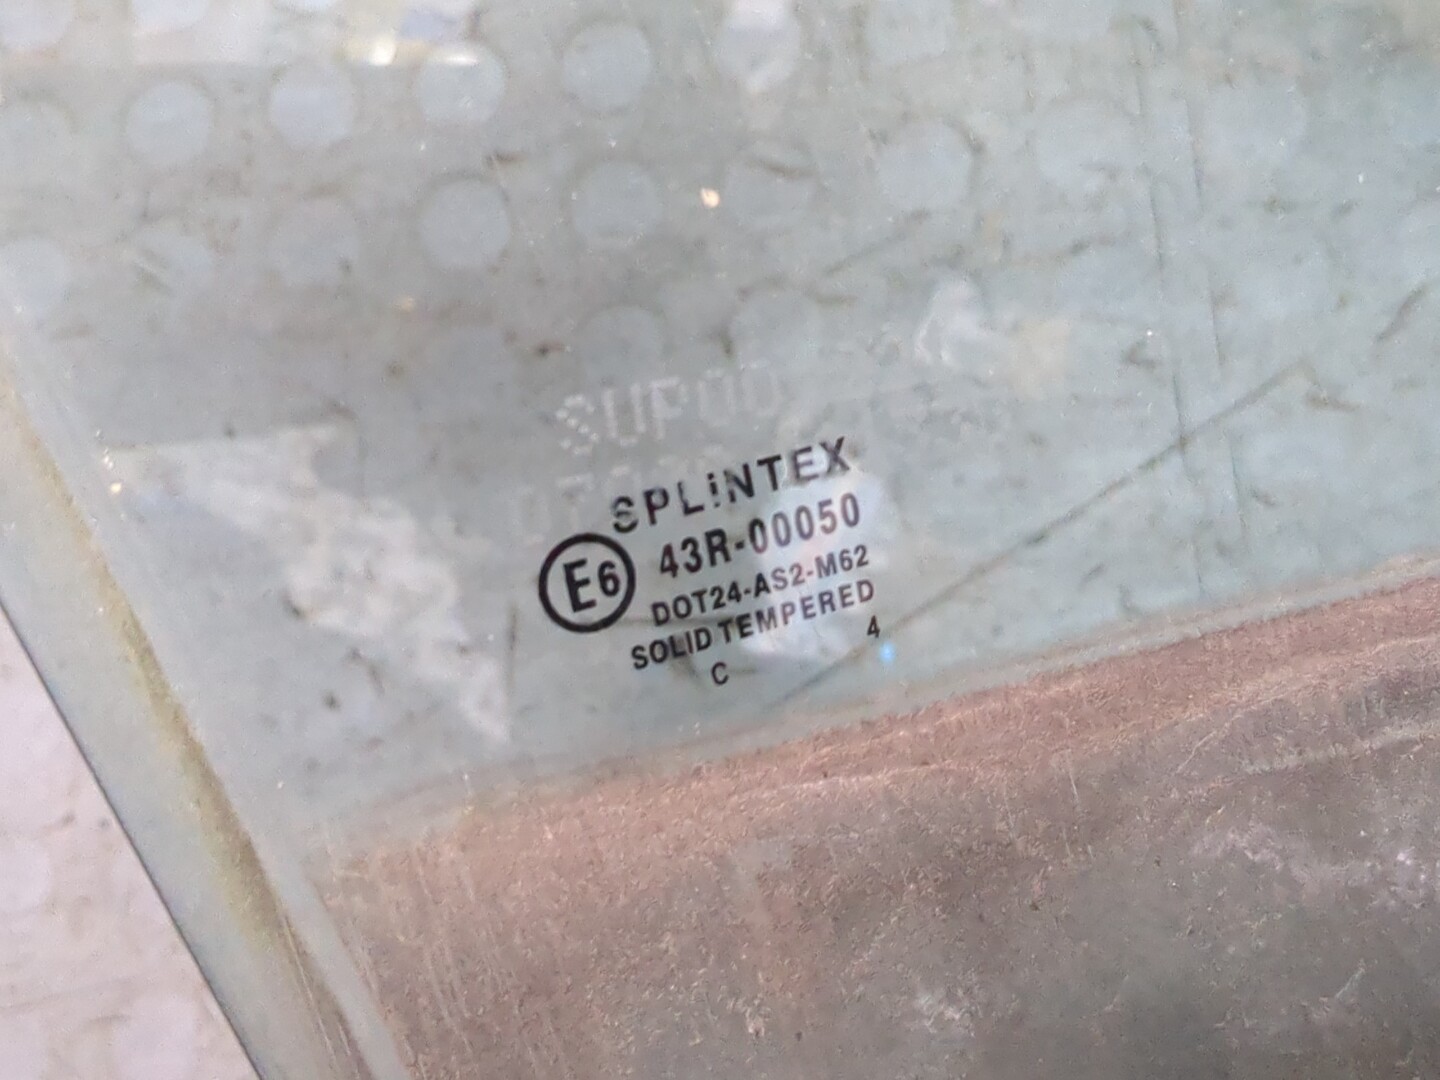 SPLiNTEX
E6 43R-00050
DOT24-AS2-M62
SOLID TEMPERED
C 4